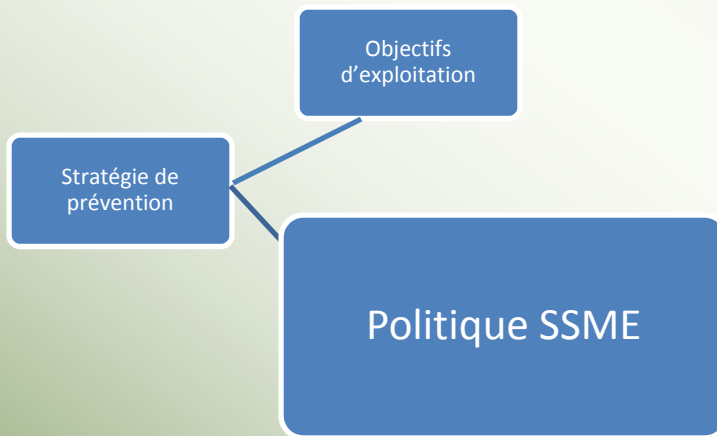 Objectifs
d’exploitation
Stratégie de
prévention
Politique SSME